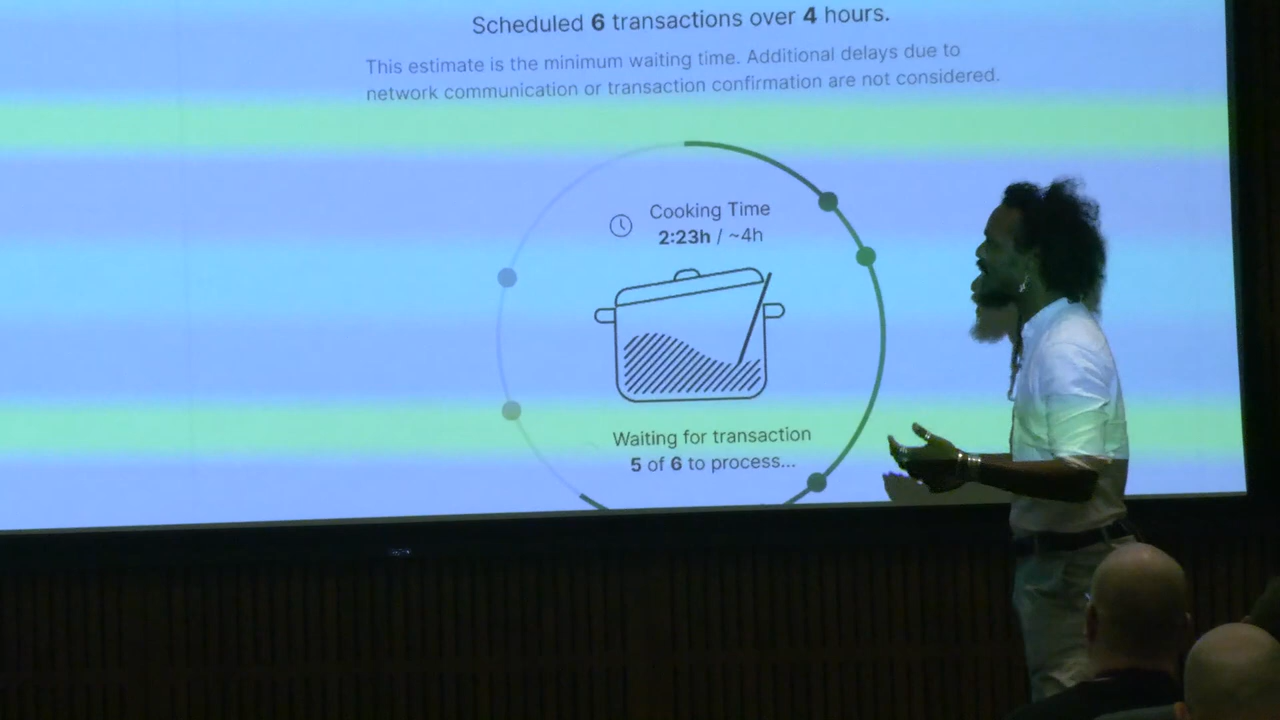 Scheduled 6 transactions over 4 hours.
This estimate is the minimum waiting time. Additional delays due to
network communication or transaction confirmation are not considered.
Cooking Time
2:23h / ~4h
Waiting for transaction
5 of 6 to process...